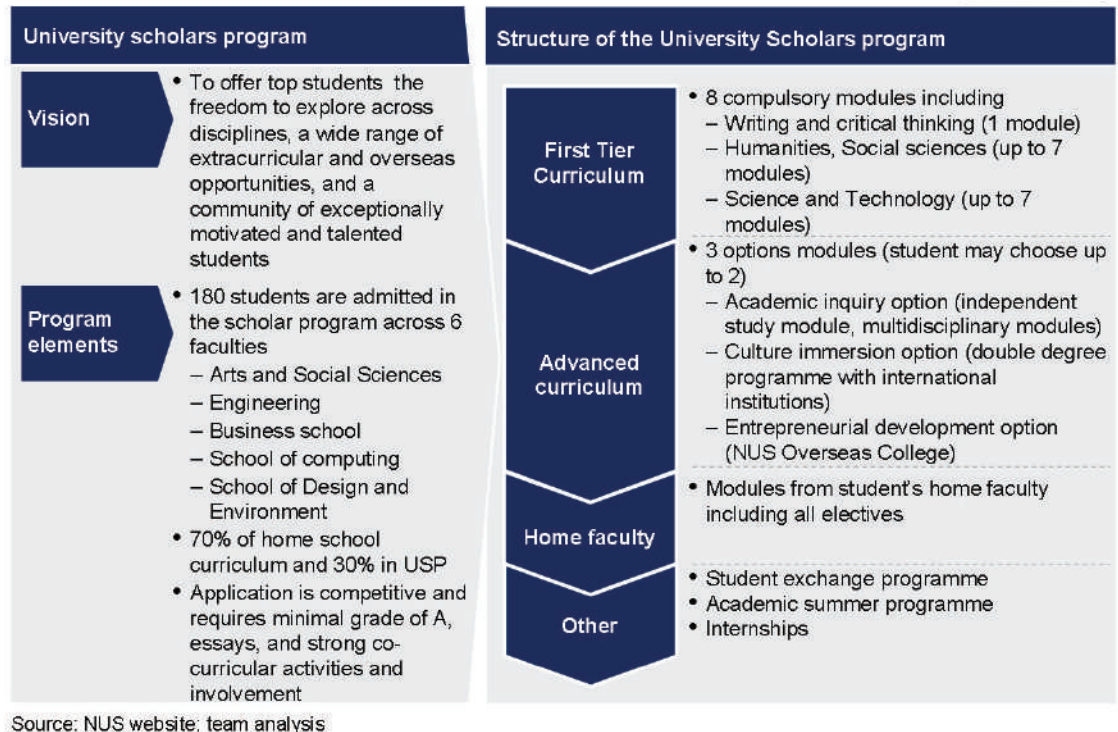 University scholars program
Vision
• To offer top students the
freedom to explore across
disciplines, a wide range of
extracurricular and overseas
opportunities, and a
community of exceptionally
motivated and talented
students
Program
elements
• 180 students are admitted in
the scholar program across 6
faculties
– Arts and Social Sciences
– Engineering
– Business school
– School of computing
– School of Design and
Environment
• 70% of home school
curriculum and 30% in USP
• Application is competitive and
requires minimal grade of A,
essays, and strong co-
curricular activities and
involvement
Structure of the University Scholars program
First Tier
Curriculum
• 8 compulsory modules including
– Writing and critical thinking (1 module)
– Humanities, Social sciences (up to 7
modules)
– Science and Technology (up to 7
modules)
Advanced
curriculum
• 3 options modules (student may choose up
to 2)
– Academic inquiry option (independent
study module, multidisciplinary modules)
– Culture immersion option (double degree
programme with international
institutions)
– Entrepreneurial development option
(NUS Overseas College)
Home faculty
• Modules from student's home faculty
including all electives
Other
• Student exchange programme
• Academic summer programme
• Internships
Source: NUS website; team analysis